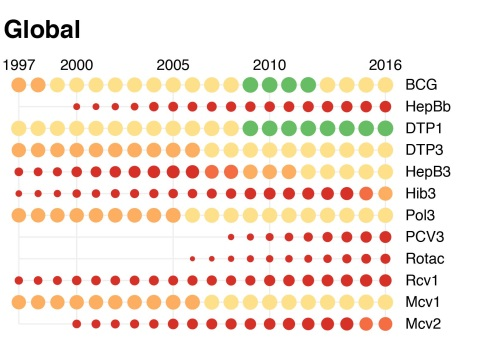 Global
1997 2000 2005 2010 2016
BCG
HepBb
DTP1
DTP3
HepB3
Hib3
Pol3
PCV3
Rotac
Rcv1
Mcv1
Mcv2